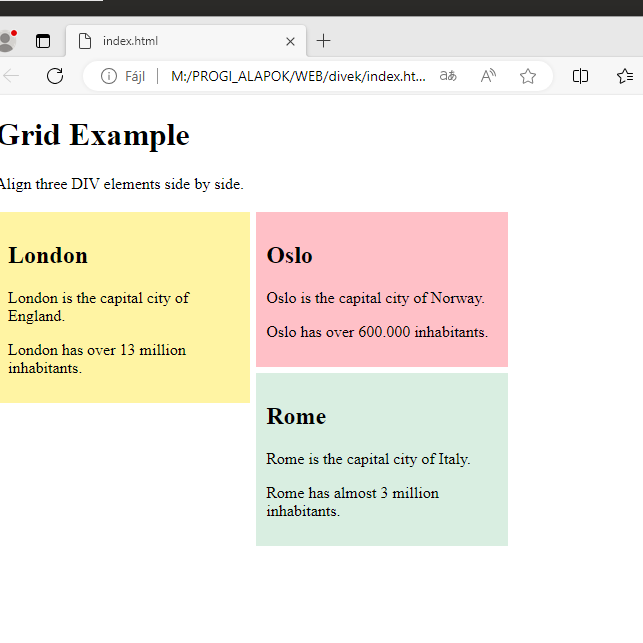 index.html
Fájl
M:/PROGI_ALAPOK/WEB/divek/index.ht...
aあ
A
Grid Example
Align three DIV elements side by side.
London
London is the capital city of
England.
London has over 13 million
inhabitants.
Oslo
Oslo is the capital city of Norway.
Oslo has over 600.000 inhabitants.
Rome
Rome is the capital city of Italy.
Rome has almost 3 million
inhabitants.